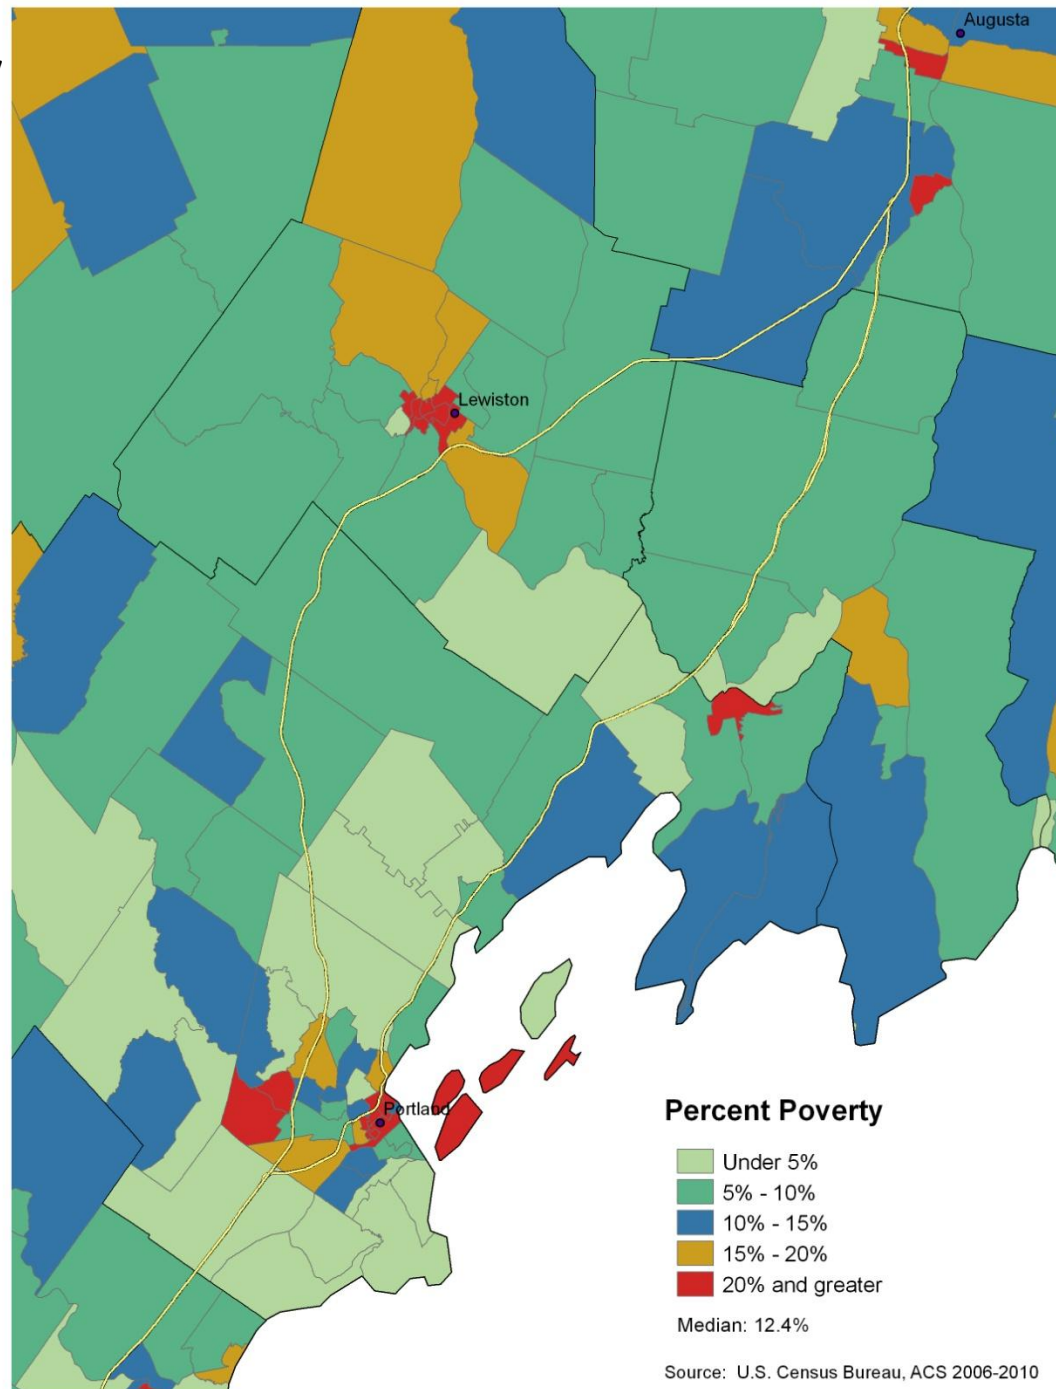 Augusta
Lewiston
Portland
Percent Poverty
Under 5%
5% - 10%
10% - 15%
15% - 20%
20% and greater
Median: 12.4%
Source: U.S. Census Bureau, ACS 2006-2010